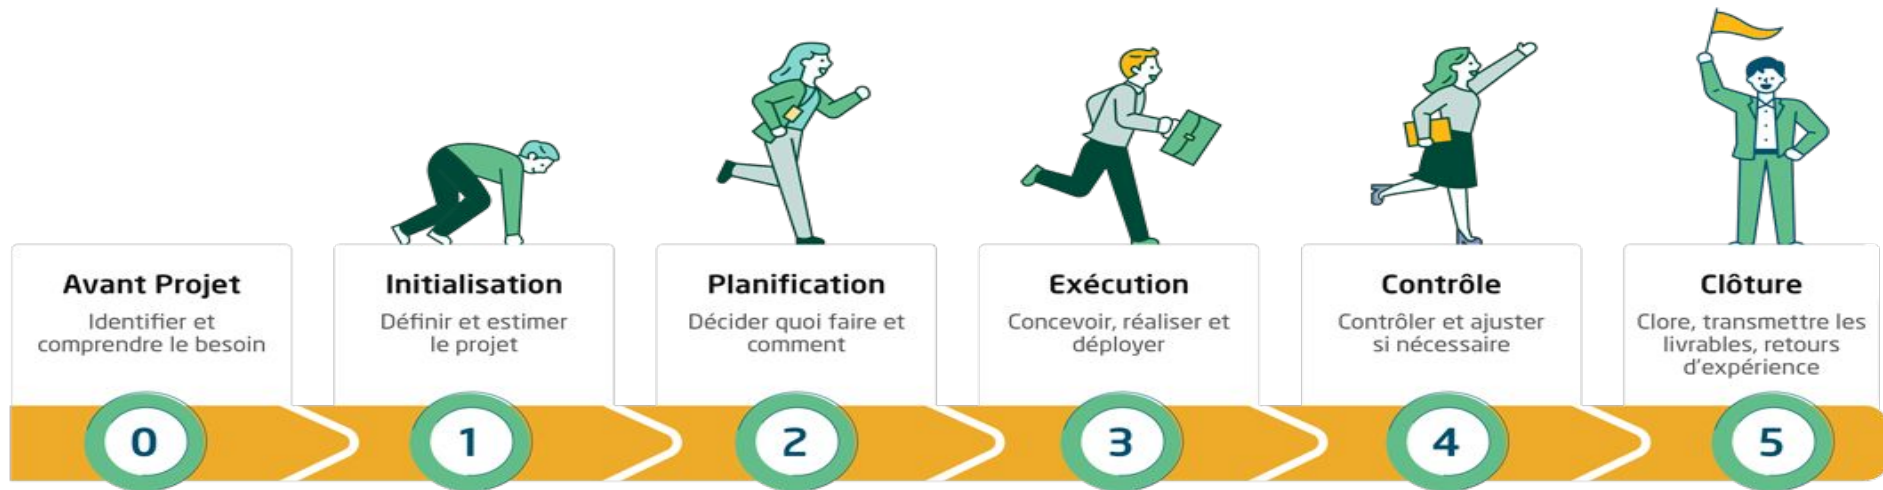 Avant Projet
Identifier et
comprendre le besoin
0
Initialisation
Définir et estimer
le projet
1
Planification
Décider quoi faire et
comment
2
Exécution
Concevoir, réaliser et
déployer
3
Contrôle
Contrôler et ajuster
si nécessaire
4
Clôture
Clore, transmettre les
livrables, retours
d'expérience
5